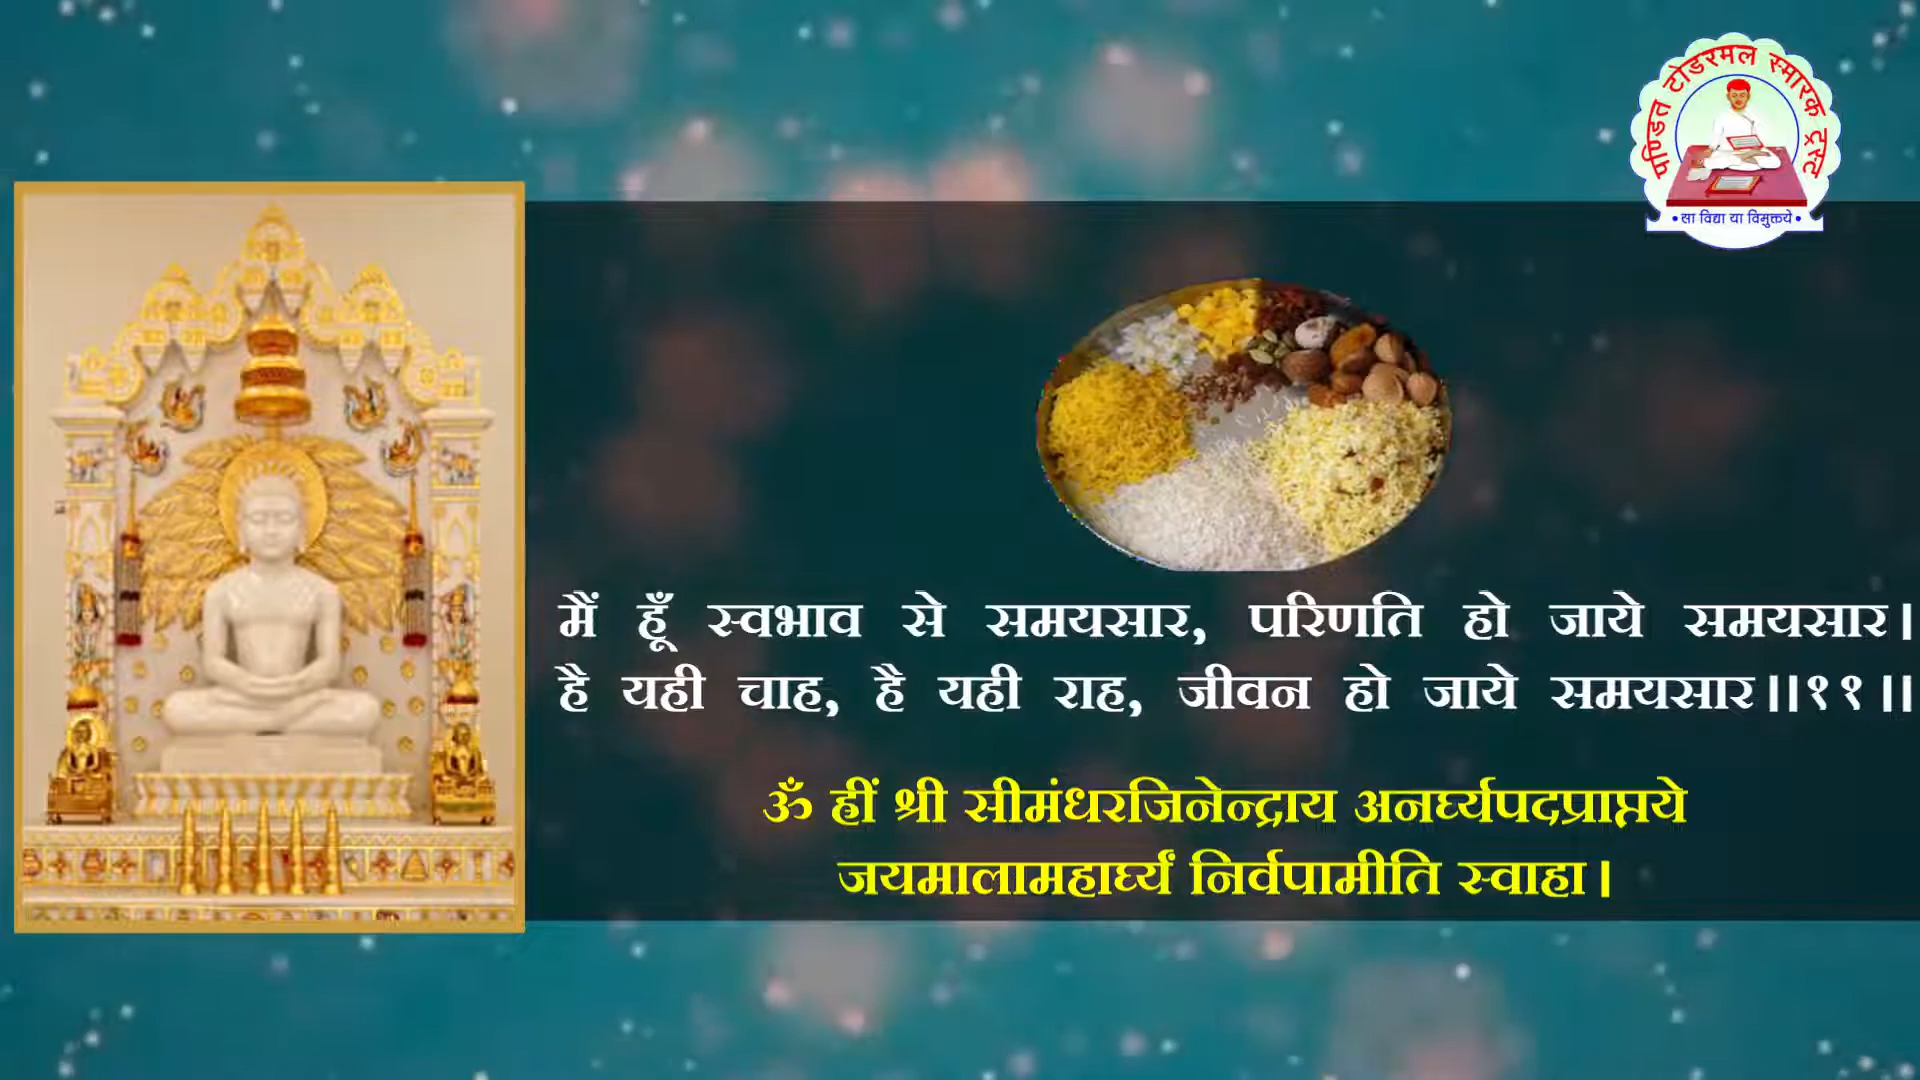 पण्डित टोडरमल स्मारक ट्रस्ट
• सा विद्या या विमुक्तये •
मैं हूँ स्वभाव से समयसार, परिणति हो जाये समयसार।
है यही चाह, है यही राह, जीवन हो जाये समयसार।।११।।
ॐ ह्रीं श्री सीमंधरजिनेन्द्राय अनर्घ्यपदप्राप्तये
जयमालामहार्घ्यं निर्वपामीति स्वाहा।